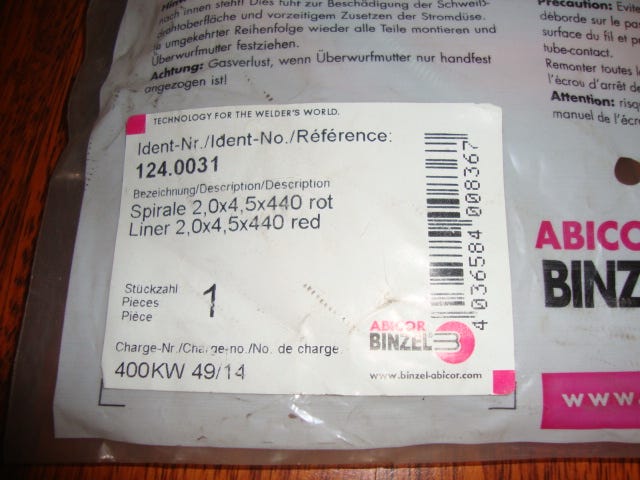 nach innen steht! Dies führ zur Beschädigung der Schweiß-
drahtoberfläche und vorzeitigem Zusetzen der Stromdüse.
umgekehrter Reihenfolge wieder alle Teile montieren und
Überwurfmutter festziehen.
Achtung: Gasverlust, wenn Überwurfmutter nur handfest
angezogen ist!
Précaution: Evite
déborde sur le
surface du fil et
tube-contact.
Remonter toutes
l'écrou d'arrêt de
Attention:
manuel de
TECHNOLOGY FOR THE WELDER'S WORLD.
Ident-Nr./Ident-No./Référence:
124.0031
Bezeichnung/Description/Description
Spirale 2,0x4,5x440 rot
Liner 2,0x4,5x440 red
Stückzahl
Pieces
Pièce
1
Charge-Nr./Charge-no./No. de charge
400KW 49/14
4 036584 008367
ABICOR
BINZEL
www.binzel-abicor.com
ABICO
BINZ
www.